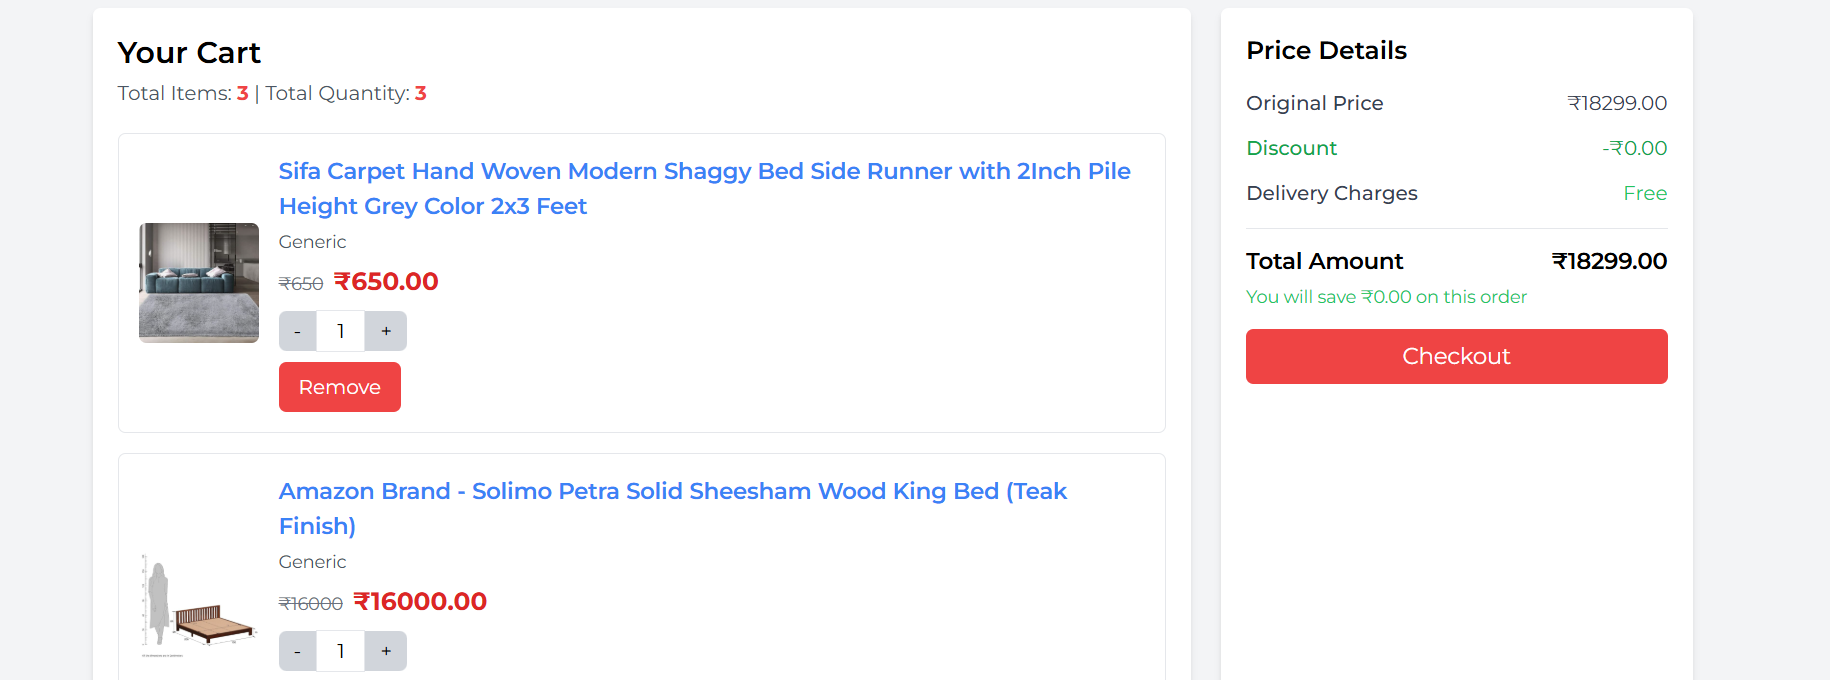 Your Cart
Total Items: 3 | Total Quantity: 3
Sifa Carpet Hand Woven Modern Shaggy Bed Side Runner with 2Inch Pile
Height Grey Color 2x3 Feet
Generic
₹650 ₹650.00
- 1 +
Remove
Amazon Brand - Solimo Petra Solid Sheesham Wood King Bed (Teak
Finish)
Generic
₹16000 ₹16000.00
- 1 +
Price Details
Original Price ₹18299.00
Discount -₹0.00
Delivery Charges Free
Total Amount ₹18299.00
You will save ₹0.00 on this order
Checkout